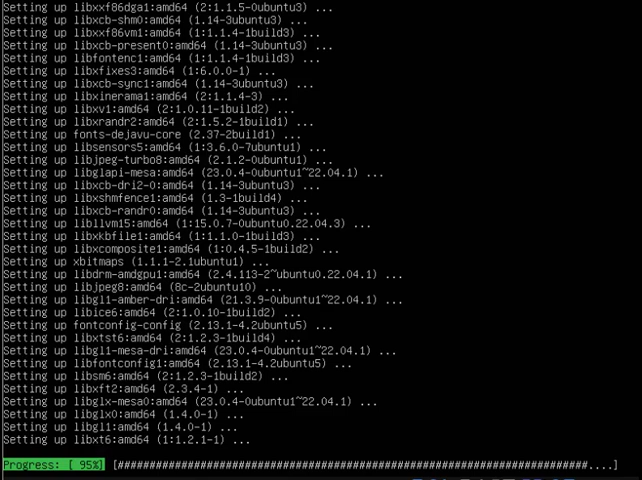 Setting up libxxf86dga1:amd64 (2:1.1.5-0ubuntu3) ...
Setting up libxcb-shm0:amd64 (1.14-3ubuntu3) ...
Setting up libxxf86vm1:amd64 (1:1.1.4-1build3) ...
Setting up libxcb-present0:amd64 (1.14-3ubuntu3) ...
Setting up libfontenc1:amd64 (1:1.1.4-1build3) ...
Setting up libxfixes3:amd64 (1:6.0.0-1) ...
Setting up libxcb-sync1:amd64 (1.14-3ubuntu3) ...
Setting up libxinerama1:amd64 (2:1.1.4-3) ...
Setting up libxv1:amd64 (2:1.0.11-1build2) ...
Setting up libxrandr2:amd64 (2:1.5.2-1build1) ...
Setting up fonts-dejavu-core (2.37-2build1) ...
Setting up libsensors5:amd64 (1:3.6.0-7ubuntu1) ...
Setting up libjpeg-turbo8:amd64 (2.1.2-0ubuntu1) ...
Setting up libglapi-mesa:amd64 (23.0.4-0ubuntu1~22.04.1) ...
Setting up libxcb-dri2-0:amd64 (1.14-3ubuntu3) ...
Setting up libxshmfence1:amd64 (1.3-1build4) ...
Setting up libxcb-randr0:amd64 (1.14-3ubuntu3) ...
Setting up libllvm15:amd64 (1:15.0.7-0ubuntu0.22.04.3) ...
Setting up libxkbfile1:amd64 (1:1.1.0-1build3) ...
Setting up libxcomposite1:amd64 (1:0.4.5-1build2) ...
Setting up xbitmaps (1.1.1-2.1ubuntu1) ...
Setting up libdrm-amdgpu1:amd64 (2.4.113-2~ubuntu0.22.04.1) ...
Setting up libjpeg8:amd64 (8c-2ubuntu10) ...
Setting up libgl1-amber-dri:amd64 (21.3.9-0ubuntu1~22.04.1) ...
Setting up libice6:amd64 (2:1.0.10-1build2) ...
Setting up fontconfig-config (2.13.1-4.2ubuntu5) ...
Setting up libxtst6:amd64 (2:1.2.3-1build4) ...
Setting up libgl1-mesa-dri:amd64 (23.0.4-0ubuntu1~22.04.1) ...
Setting up libfontconfig1:amd64 (2.13.1-4.2ubuntu5) ...
Setting up libsm6:amd64 (2:1.2.3-1build2) ...
Setting up libxft2:amd64 (2.3.4-1) ...
Setting up libglx-mesa0:amd64 (23.0.4-0ubuntu1~22.04.1) ...
Setting up libglx0:amd64 (1.4.0-1) ...
Setting up libgl1:amd64 (1.4.0-1) ...
Setting up libxt6:amd64 (1:1.2.1-1) ...
Progress: [ 95%] [##########################################################################....]